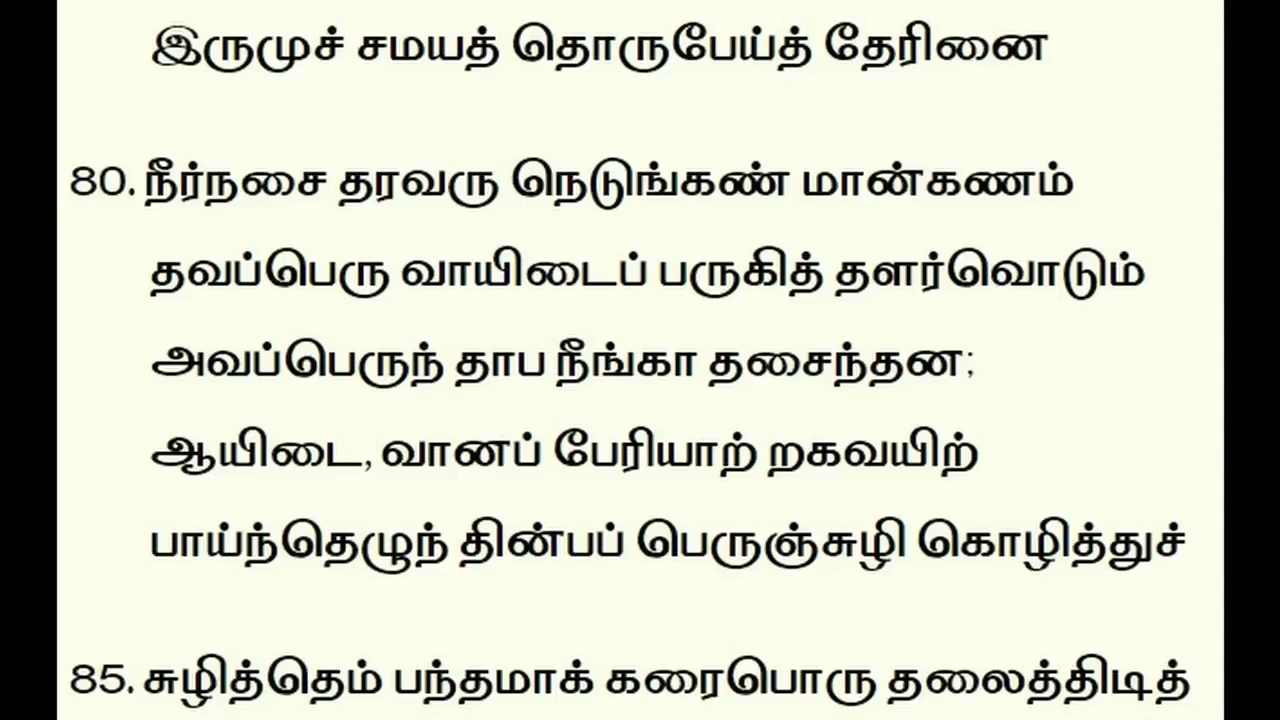 இருமுச் சமயத் தொருபேய்த் தேரினை
80. நீர்நசை தரவரு நெடுங்கண் மான்கணம்
தவப்பெரு வாயிடைப் பருகித் தளர்வொடும்
அவப்பெருந் தாப நீங்கா தசைந்தன;
ஆயிடை, வானப் பேரியாற் றகவயிற்
பாய்ந்தெழுந் தின்பப் பெருஞ்சுழி கொழித்துச்
85. சுழித்தெம் பந்தமாக் கரைபொரு தலைத்திடித்